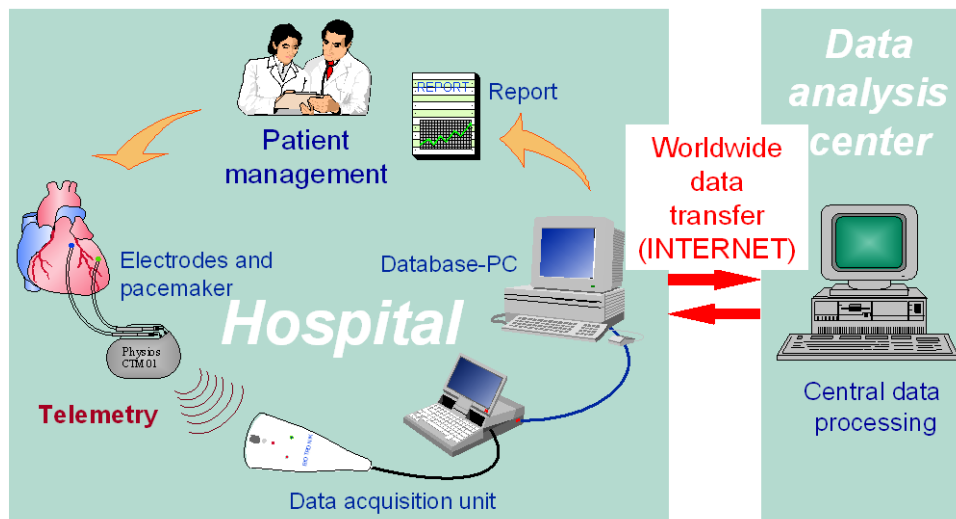 Data
analysis
center
REPORT
Report
Patient
management
Worldwide
data
transfer
(INTERNET)
Electrodes and
pacemaker
Database-PC
Hospital
Physios
CTM 01
Telemetry
Central data
processing
BIOTRONIK
Data acquisition unit